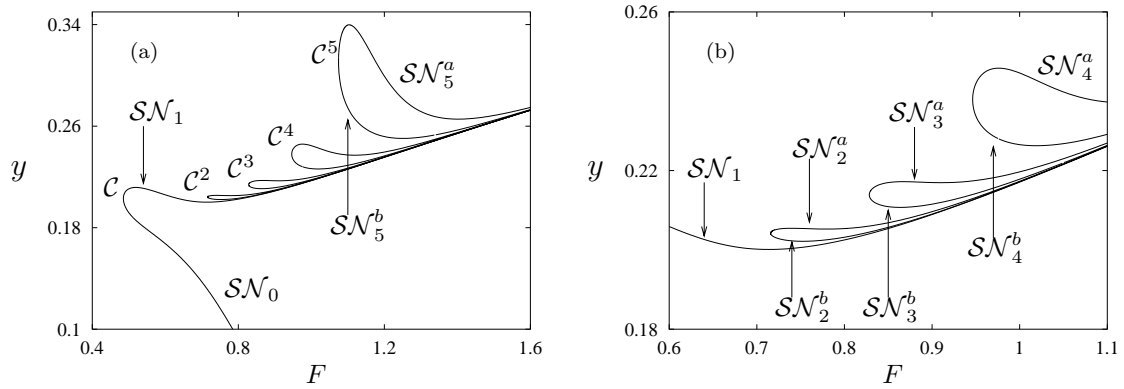 (a)
0.34
0.26
0.18
0.1
y
0.4
0.8
1.2
1.6
F
𝒞⁵
𝒮𝒩₅ᵃ
𝒮𝒩₁
𝒞⁴
𝒞³
𝒞²
𝒞
𝒮𝒩₅ᵇ
𝒮𝒩₀
(b)
0.26
0.22
0.18
y
0.6
0.7
0.8
0.9
1
1.1
F
𝒮𝒩₄ᵃ
𝒮𝒩₃ᵃ
𝒮𝒩₂ᵃ
𝒮𝒩₁
𝒮𝒩₄ᵇ
𝒮𝒩₂ᵇ
𝒮𝒩₃ᵇ